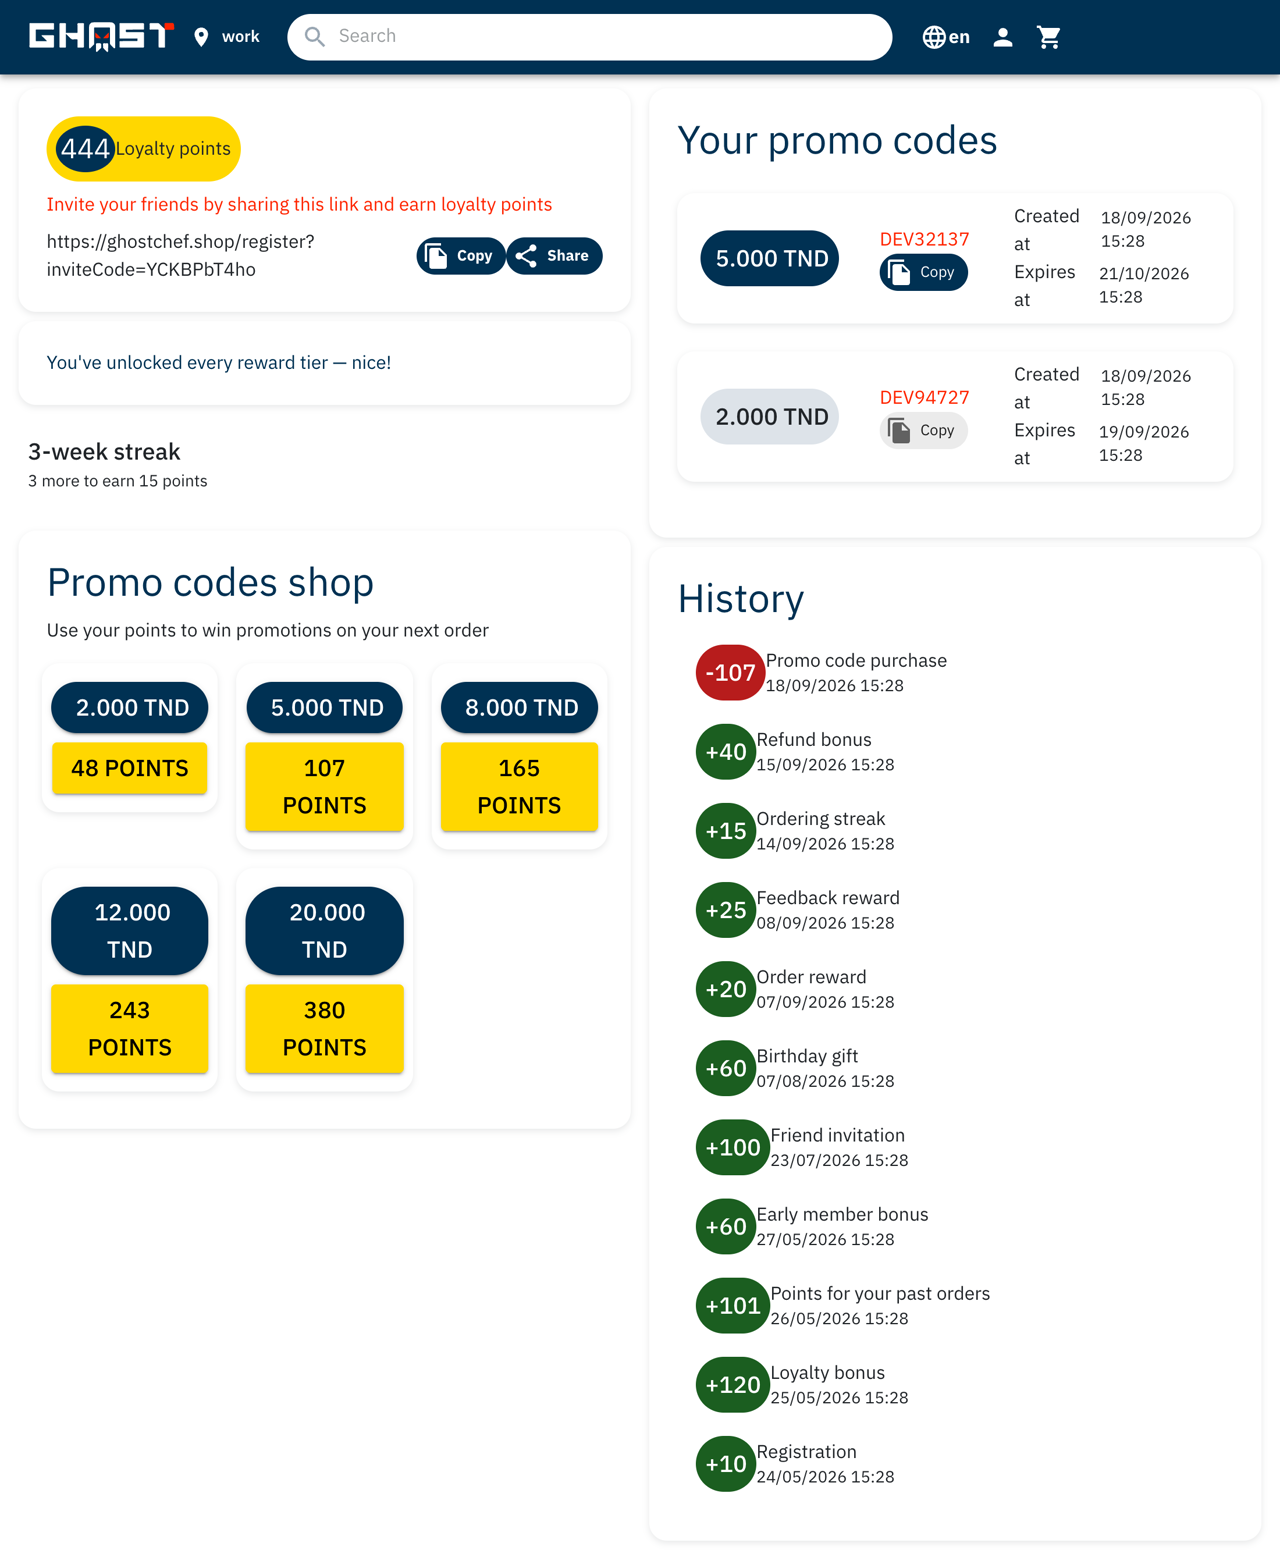 GHOST
work
Search
en
444 Loyalty points
Invite your friends by sharing this link and earn loyalty points
https://ghostchef.shop/register?
inviteCode=YCKBPbT4ho
Copy
Share
You've unlocked every reward tier — nice!
3-week streak
3 more to earn 15 points
Promo codes shop
Use your points to win promotions on your next order
2.000 TND
48 POINTS
5.000 TND
107
POINTS
8.000 TND
165
POINTS
12.000
TND
243
POINTS
20.000
TND
380
POINTS
Your promo codes
5.000 TND
DEV32137
Copy
Created
at
18/09/2026
15:28
Expires
at
21/10/2026
15:28
2.000 TND
DEV94727
Copy
Created
at
18/09/2026
15:28
Expires
at
19/09/2026
15:28
History
-107
Promo code purchase
18/09/2026 15:28
+40
Refund bonus
15/09/2026 15:28
+15
Ordering streak
14/09/2026 15:28
+25
Feedback reward
08/09/2026 15:28
+20
Order reward
07/09/2026 15:28
+60
Birthday gift
07/08/2026 15:28
+100
Friend invitation
23/07/2026 15:28
+60
Early member bonus
27/05/2026 15:28
+101
Points for your past orders
26/05/2026 15:28
+120
Loyalty bonus
25/05/2026 15:28
+10
Registration
24/05/2026 15:28